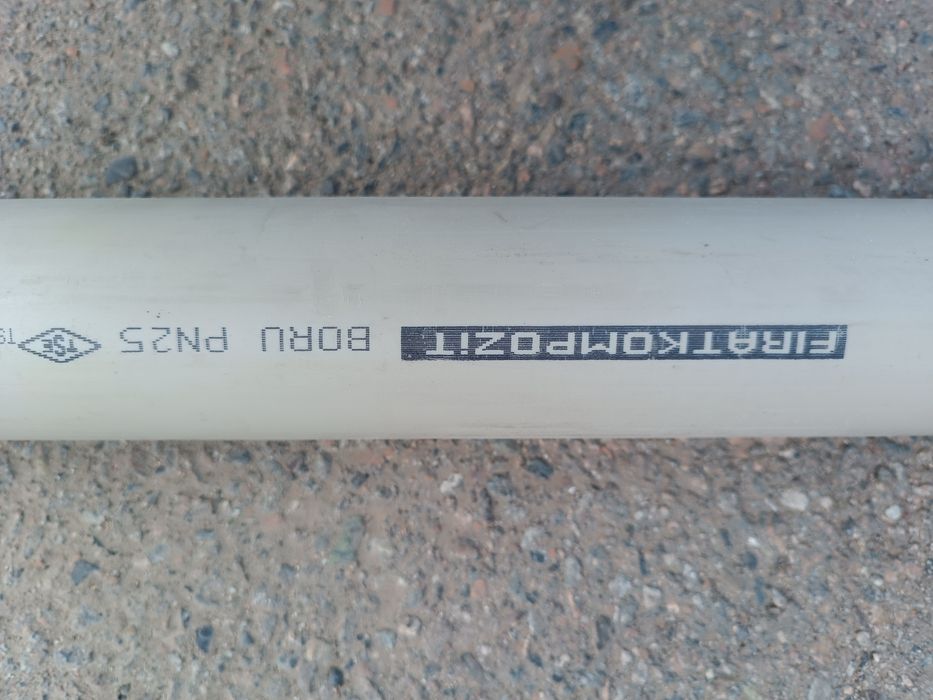 FIRATKOMPOZİT BORU PN25 TSE